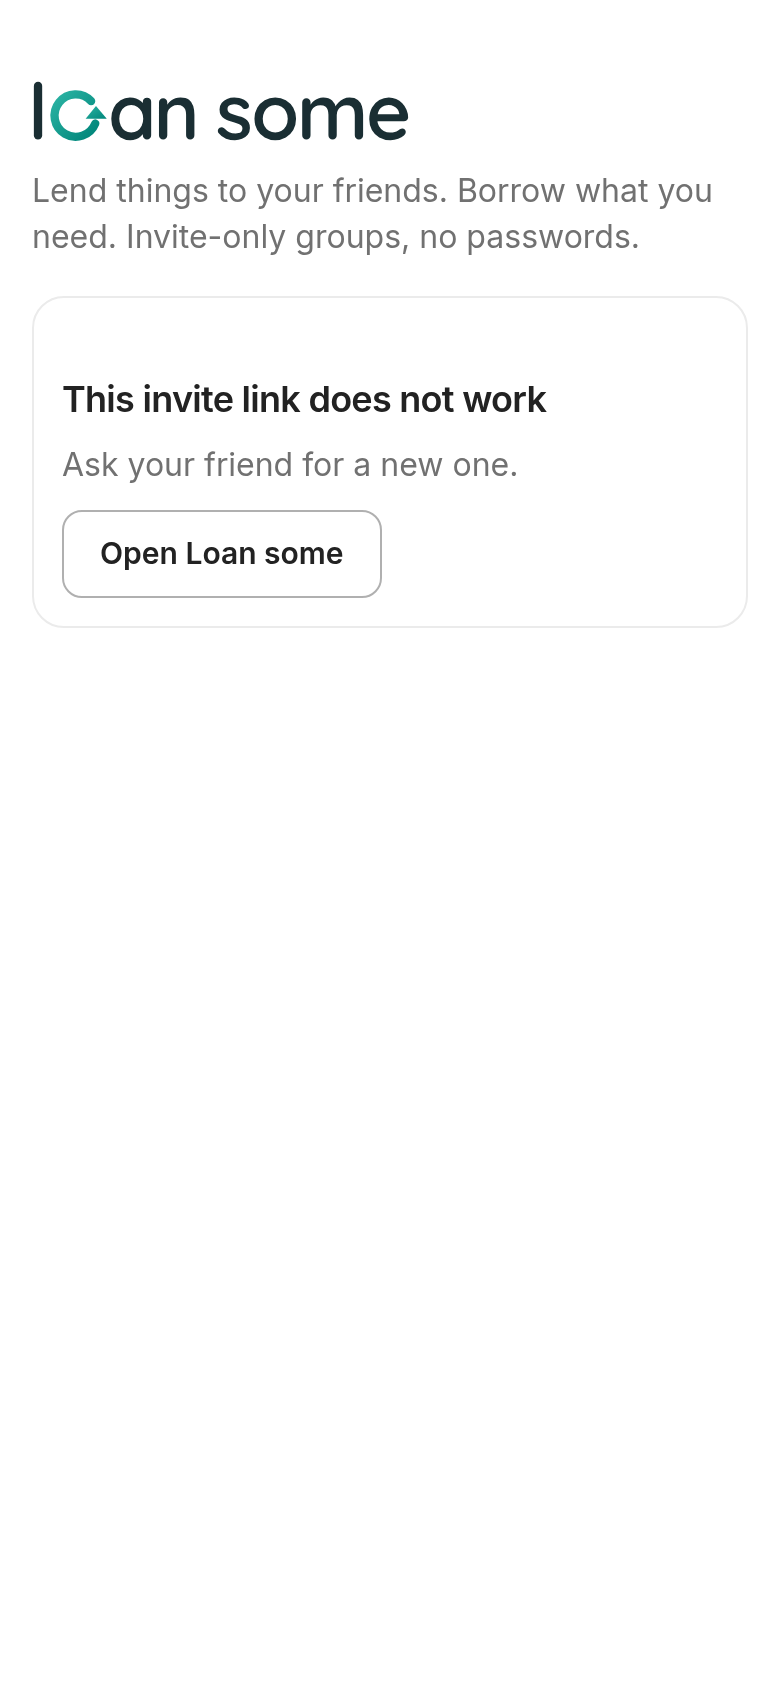 loan some
Lend things to your friends. Borrow what you
need. Invite-only groups, no passwords.
This invite link does not work
Ask your friend for a new one.
Open Loan some